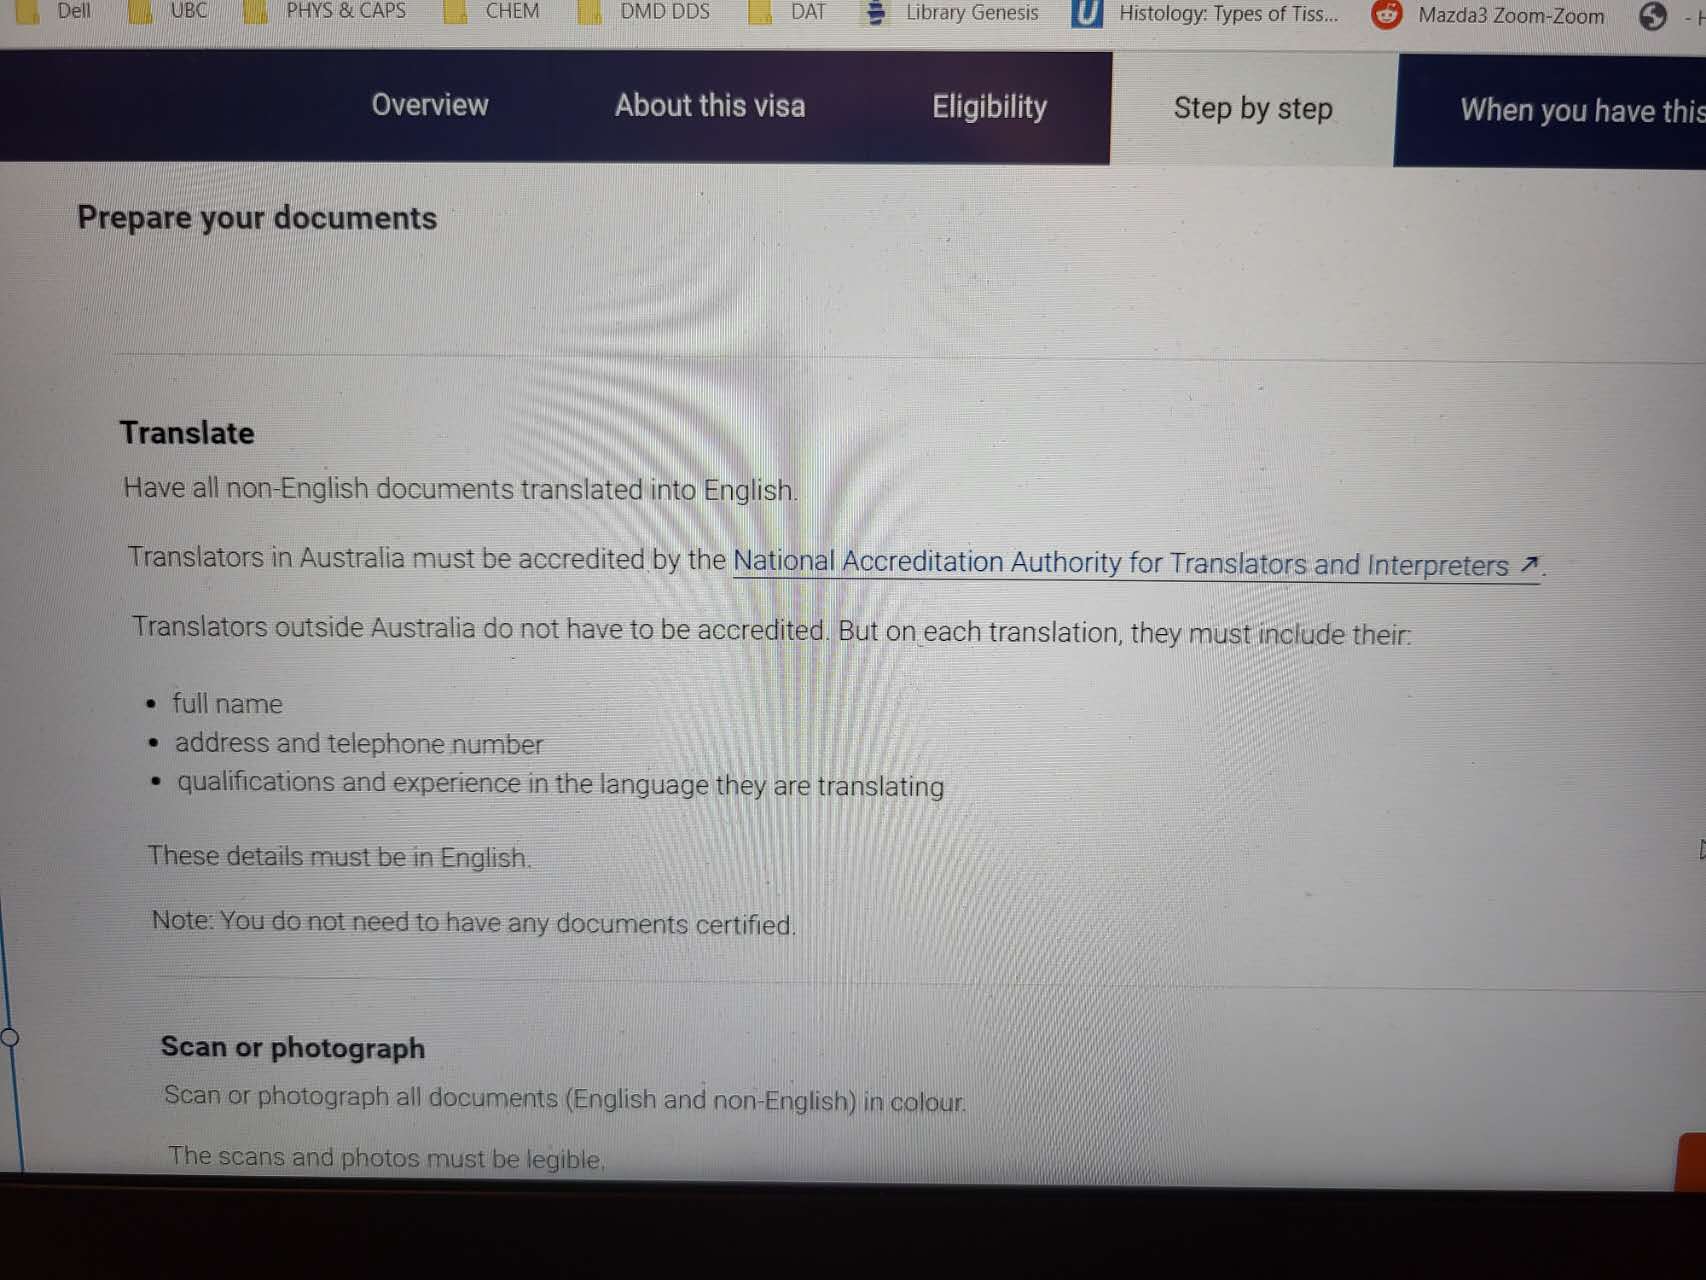 Dell UBC PHYS & CAPS CHEM DMD DDS DAT Library Genesis Histology: Types of Tiss... Mazda3 Zoom-Zoom
Overview About this visa Eligibility Step by step When you have this
Prepare your documents
Translate
Have all non-English documents translated into English.
Translators in Australia must be accredited by the National Accreditation Authority for Translators and Interpreters ↗.
Translators outside Australia do not have to be accredited. But on each translation, they must include their:
• full name
• address and telephone number
• qualifications and experience in the language they are translating
These details must be in English.
Note: You do not need to have any documents certified.
Scan or photograph
Scan or photograph all documents (English and non-English) in colour.
The scans and photos must be legible.